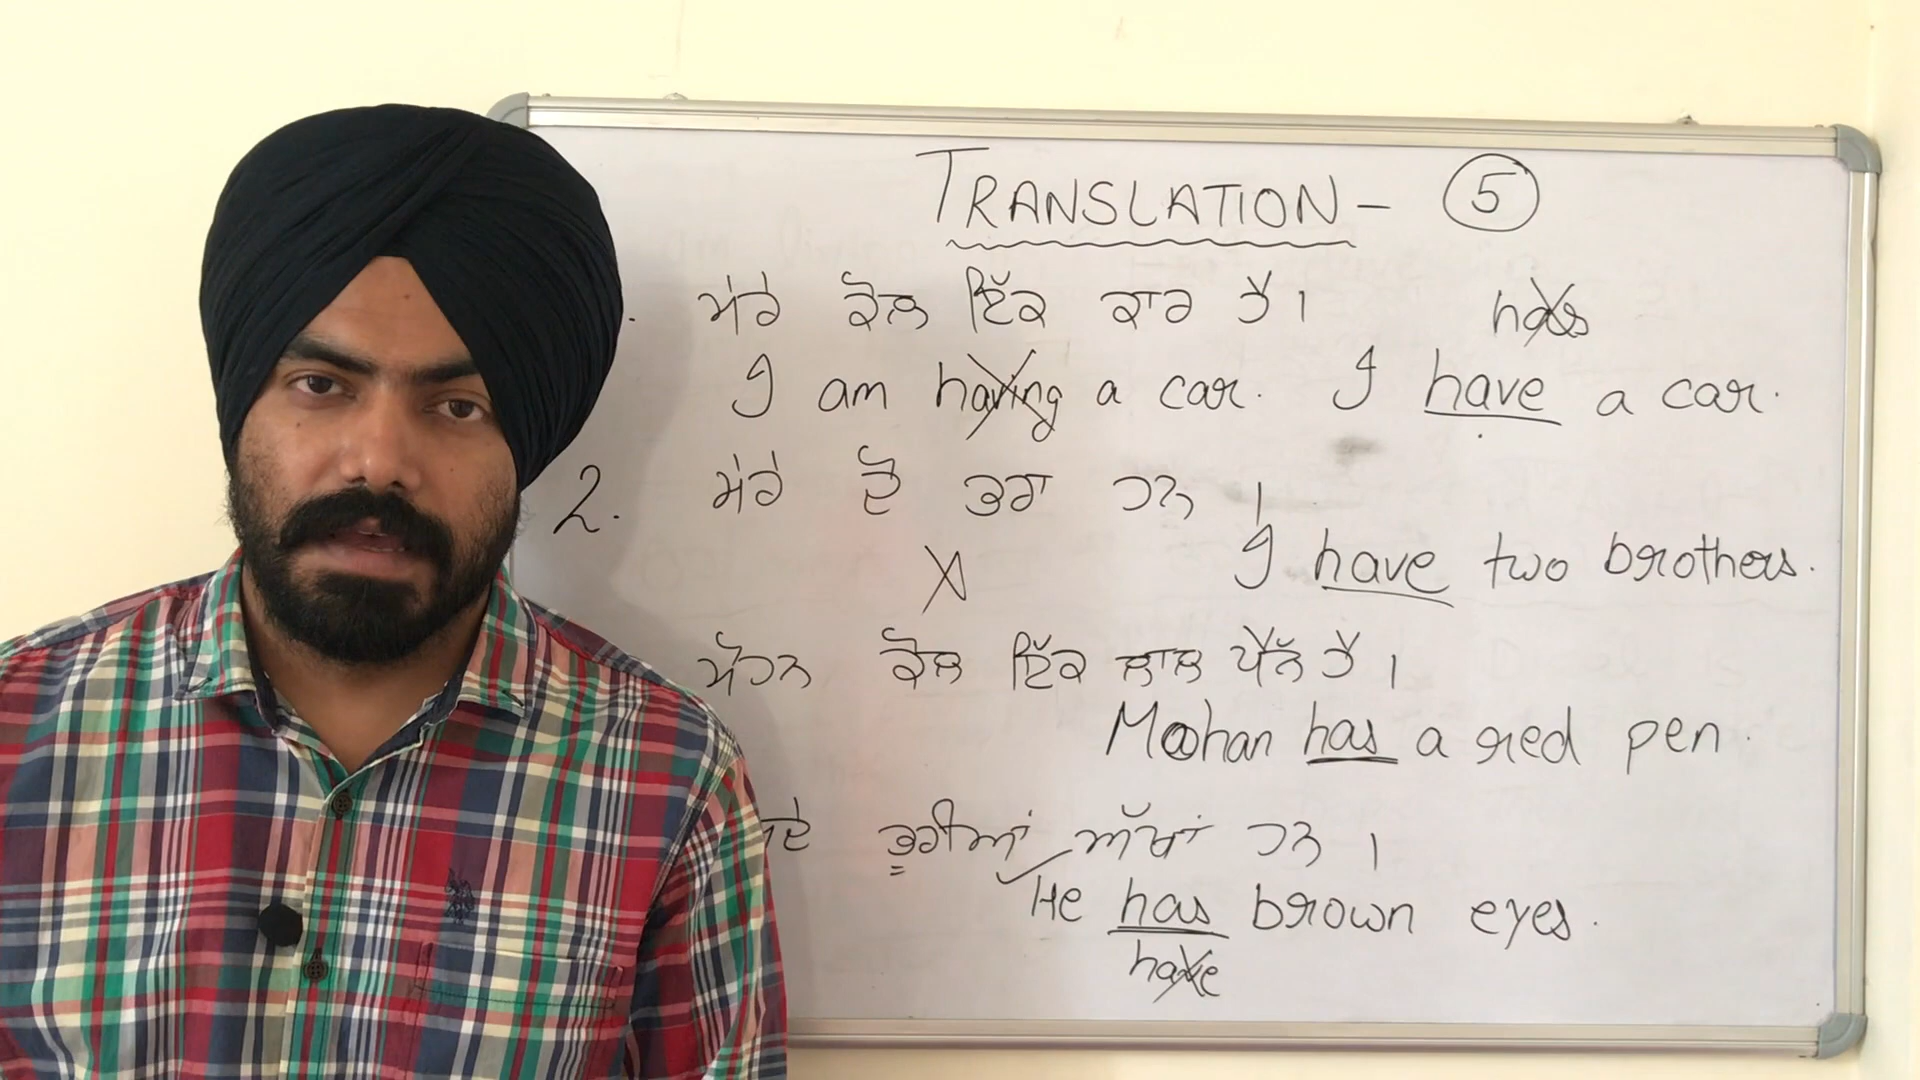 TRANSLATION - 5
. ਮੇਰੇ ਕੋਲ ਇੱਕ ਕਾਰ ਹੈ। has
I am having a car. I have a car.
2. ਮੇਰੇ ਦੋ ਭਰਾ ਹਨ।
X I have two brothers.
ਮੋਹਨ ਕੋਲ ਇੱਕ ਲਾਲ ਪੈੱਨ ਹੈ।
Mohan has a red pen.
ਦੇ ਭੂਰੀਆਂ ਅੱਖਾਂ ਹਨ।
He has brown eyes.
have